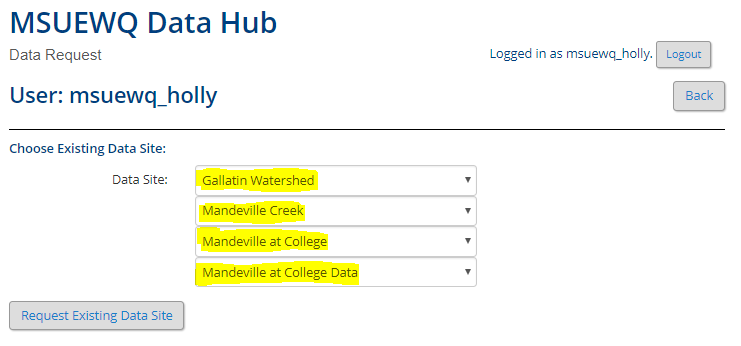 MSUEWQ Data Hub
Data Request
Logged in as msuewq_holly. Logout
User: msuewq_holly
Back
Choose Existing Data Site:
Data Site: Gallatin Watershed
Mandeville Creek
Mandeville at College
Mandeville at College Data
Request Existing Data Site